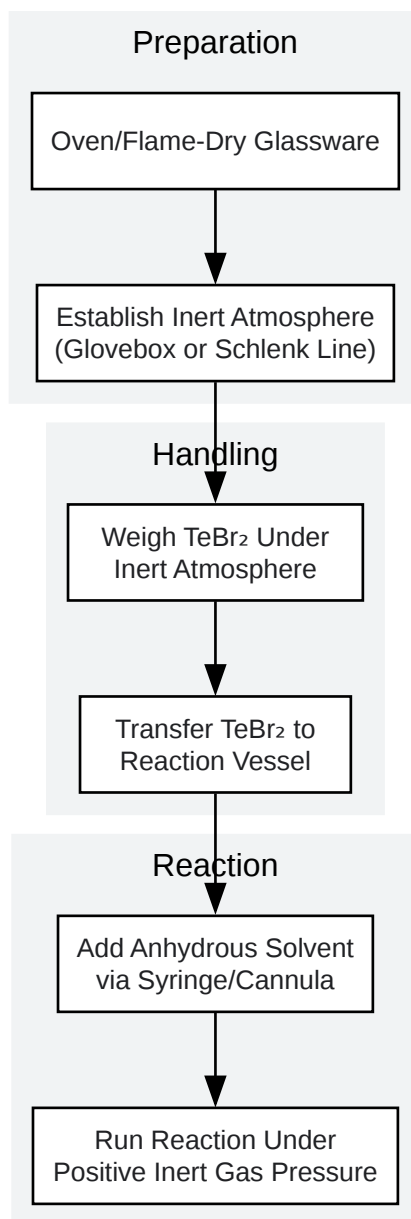 Preparation
Oven/Flame-Dry Glassware
Establish Inert Atmosphere
(Glovebox or Schlenk Line)
Handling
Weigh TeBr₂ Under
Inert Atmosphere
Transfer TeBr₂ to
Reaction Vessel
Reaction
Add Anhydrous Solvent
via Syringe/Cannula
Run Reaction Under
Positive Inert Gas Pressure